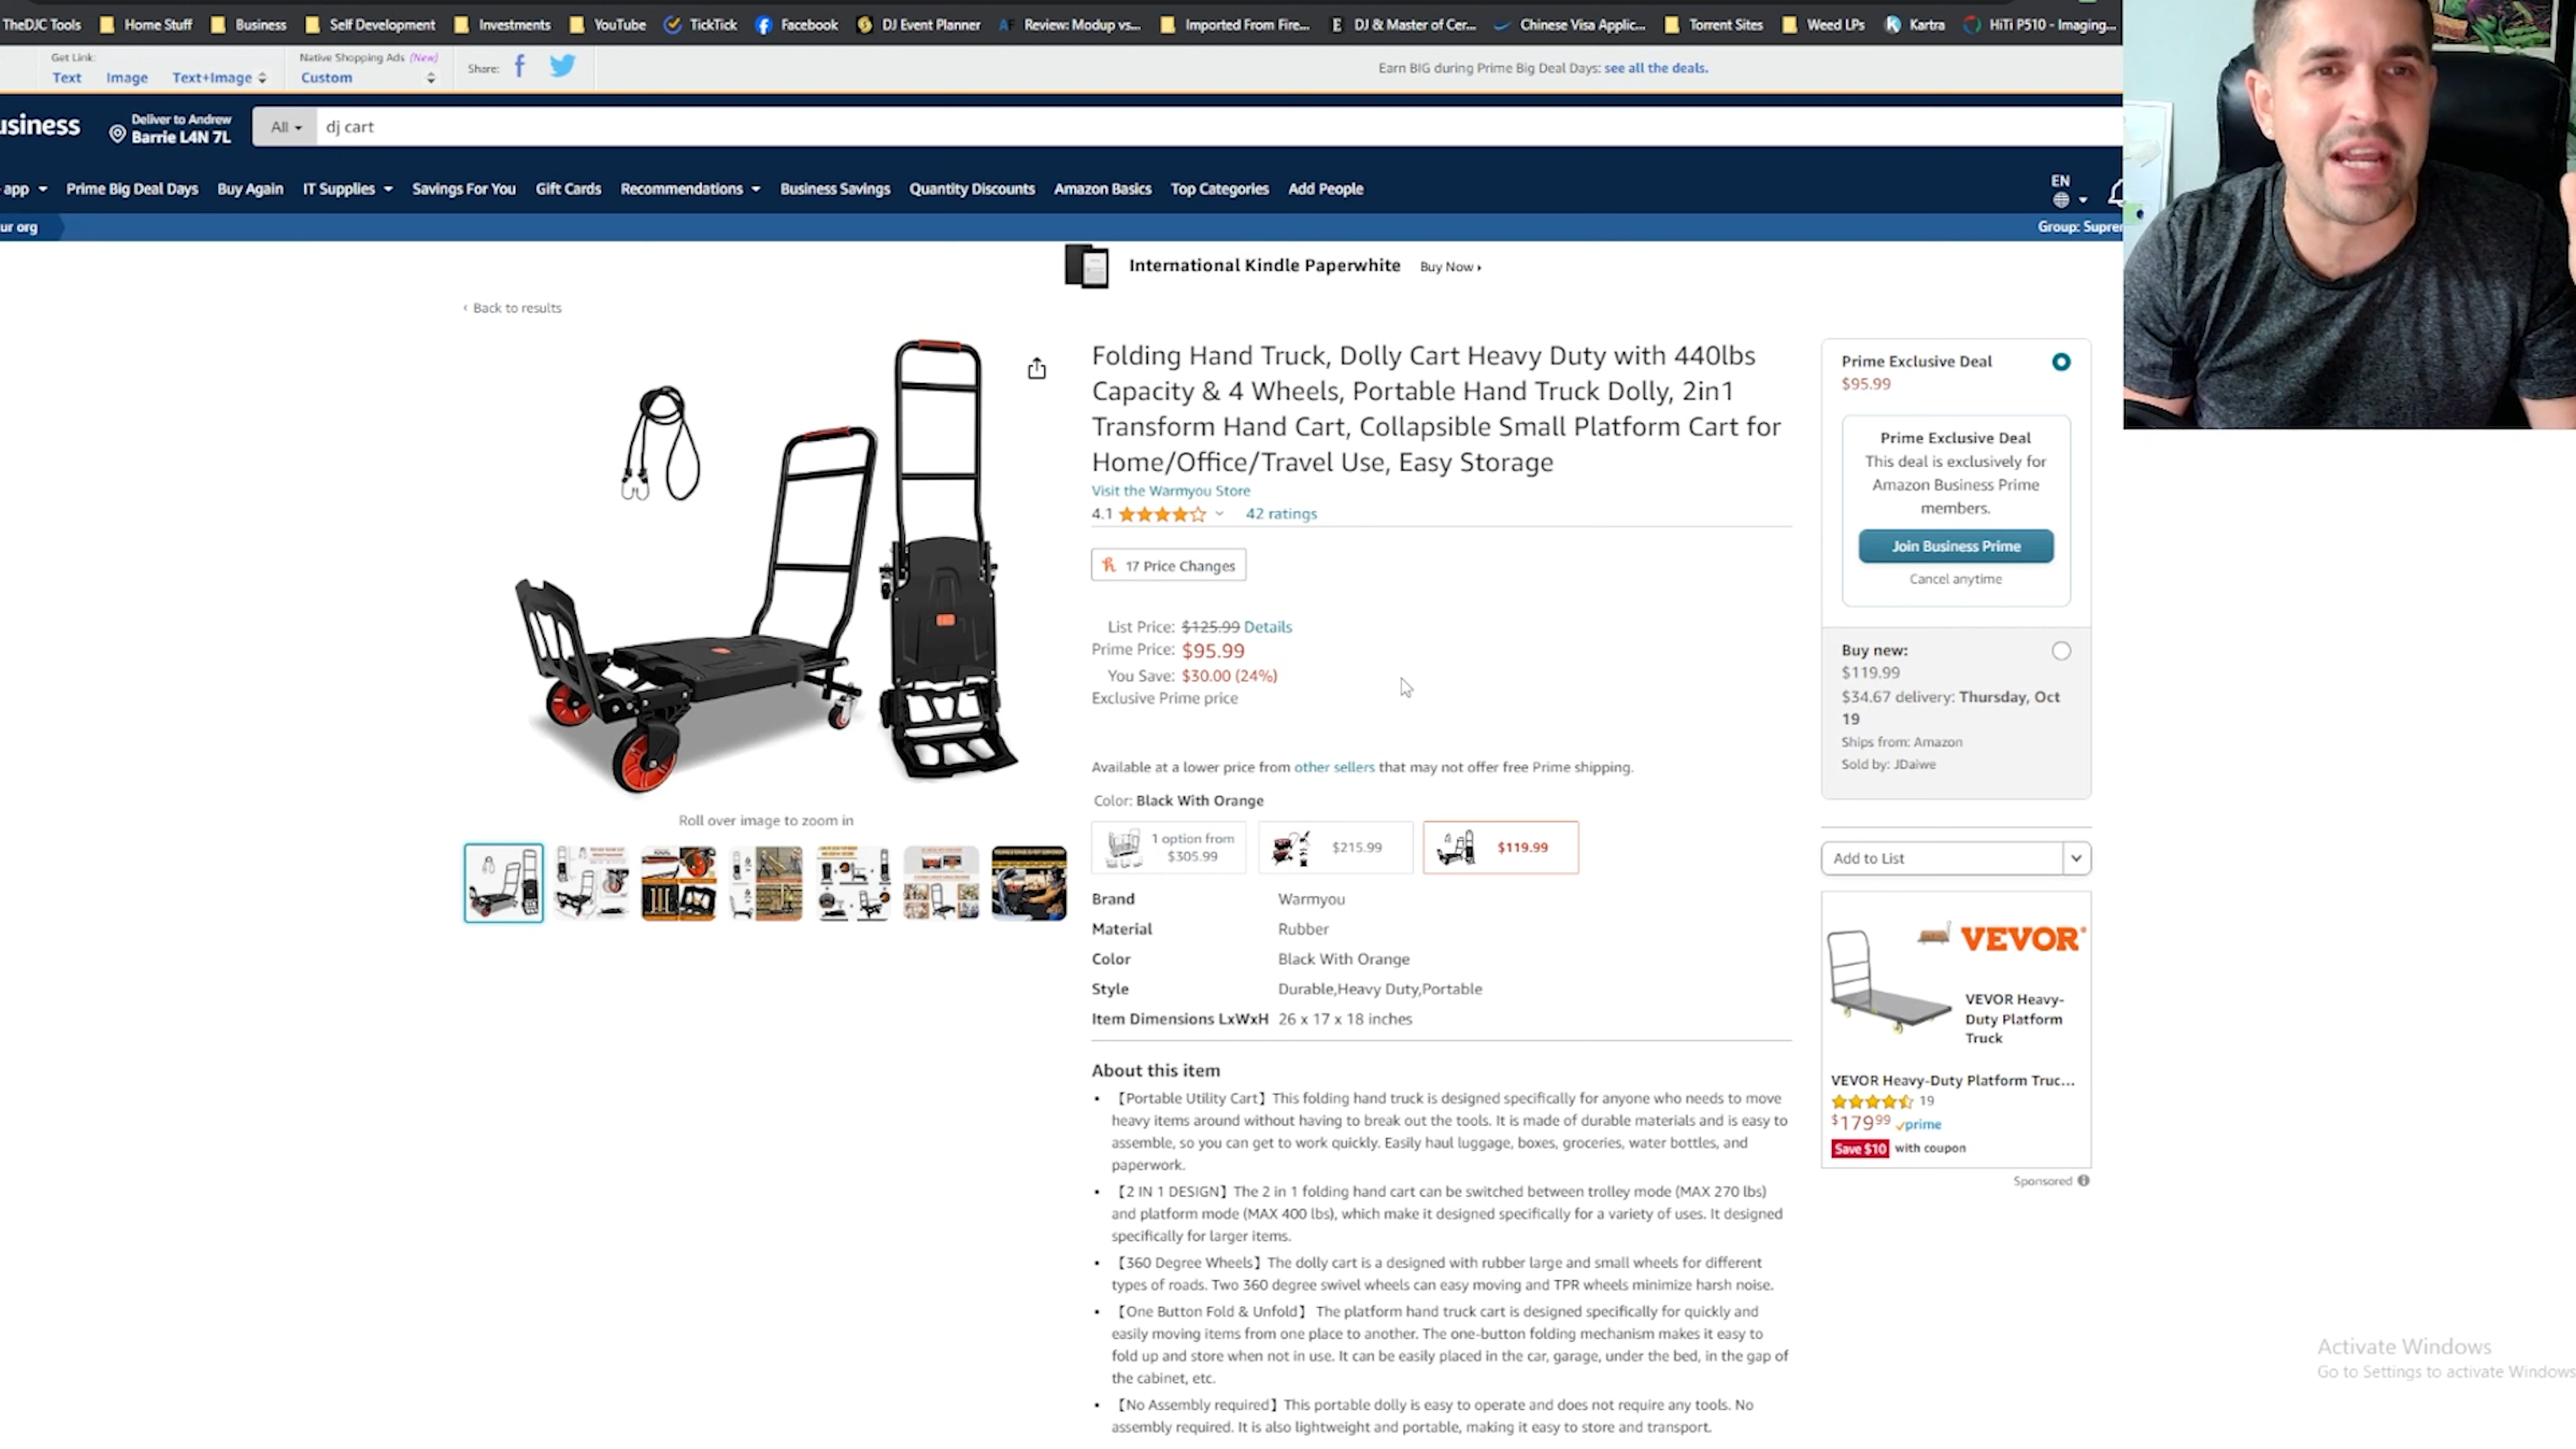 TheDJC Tools Home Stuff Business Self Development Investments YouTube TickTick Facebook DJ Event Planner Review: Modup vs... Imported From Fire... DJ & Master of Cer... Chinese Visa Applic... Torrent Sites Weed LPs Kartra HiTi P510 - Imaging...
Get Link: Native Shopping Ads (New)
Text Image Text+Image Custom Share: Earn BIG during Prime Big Deal Days: see all the deals.
usiness Deliver to Andrew
Barrie L4N 7L All dj cart
app Prime Big Deal Days Buy Again IT Supplies Savings For You Gift Cards Recommendations Business Savings Quantity Discounts Amazon Basics Top Categories Add People EN
ur org Group: Suprer
International Kindle Paperwhite Buy Now
Back to results
Folding Hand Truck, Dolly Cart Heavy Duty with 440lbs
Capacity & 4 Wheels, Portable Hand Truck Dolly, 2in1
Transform Hand Cart, Collapsible Small Platform Cart for
Home/Office/Travel Use, Easy Storage
Visit the Warmyou Store
4.1 42 ratings
17 Price Changes
List Price: $125.99 Details
Prime Price: $95.99
You Save: $30.00 (24%)
Exclusive Prime price
Available at a lower price from other sellers that may not offer free Prime shipping.
Color: Black With Orange
1 option from
$305.99
$215.99
$119.99
Roll over image to zoom in
Brand Warmyou
Material Rubber
Color Black With Orange
Style Durable,Heavy Duty,Portable
Item Dimensions LxWxH 26 x 17 x 18 inches
About this item
• 【Portable Utility Cart】This folding hand truck is designed specifically for anyone who needs to move
heavy items around without having to break out the tools. It is made of durable materials and is easy to
assemble, so you can get to work quickly. Easily haul luggage, boxes, groceries, water bottles, and
paperwork.
• 【2 IN 1 DESIGN】The 2 in 1 folding hand cart can be switched between trolley mode (MAX 270 lbs)
and platform mode (MAX 400 lbs), which make it designed specifically for a variety of uses. It designed
specifically for larger items.
• 【360 Degree Wheels】The dolly cart is a designed with rubber large and small wheels for different
types of roads. Two 360 degree swivel wheels can easy moving and TPR wheels minimize harsh noise.
• 【One Button Fold & Unfold】 The platform hand truck cart is designed specifically for quickly and
easily moving items from one place to another. The one-button folding mechanism makes it easy to
fold up and store when not in use. It can be easily placed in the car, garage, under the bed, in the gap of
the cabinet, etc.
• 【No Assembly required】This portable dolly is easy to operate and does not require any tools. No
assembly required. It is also lightweight and portable, making it easy to store and transport.
Prime Exclusive Deal
$95.99
Prime Exclusive Deal
This deal is exclusively for
Amazon Business Prime
members.
Join Business Prime
Cancel anytime
Buy new:
$119.99
$34.67 delivery: Thursday, Oct
19
Ships from: Amazon
Sold by: JDaiwe
Add to List
VEVOR
VEVOR Heavy-
Duty Platform
Truck
VEVOR Heavy-Duty Platform Truc...
19
$179.99 prime
Save $10 with coupon
Sponsored
Activate Windows
Go to Settings to activate Windows